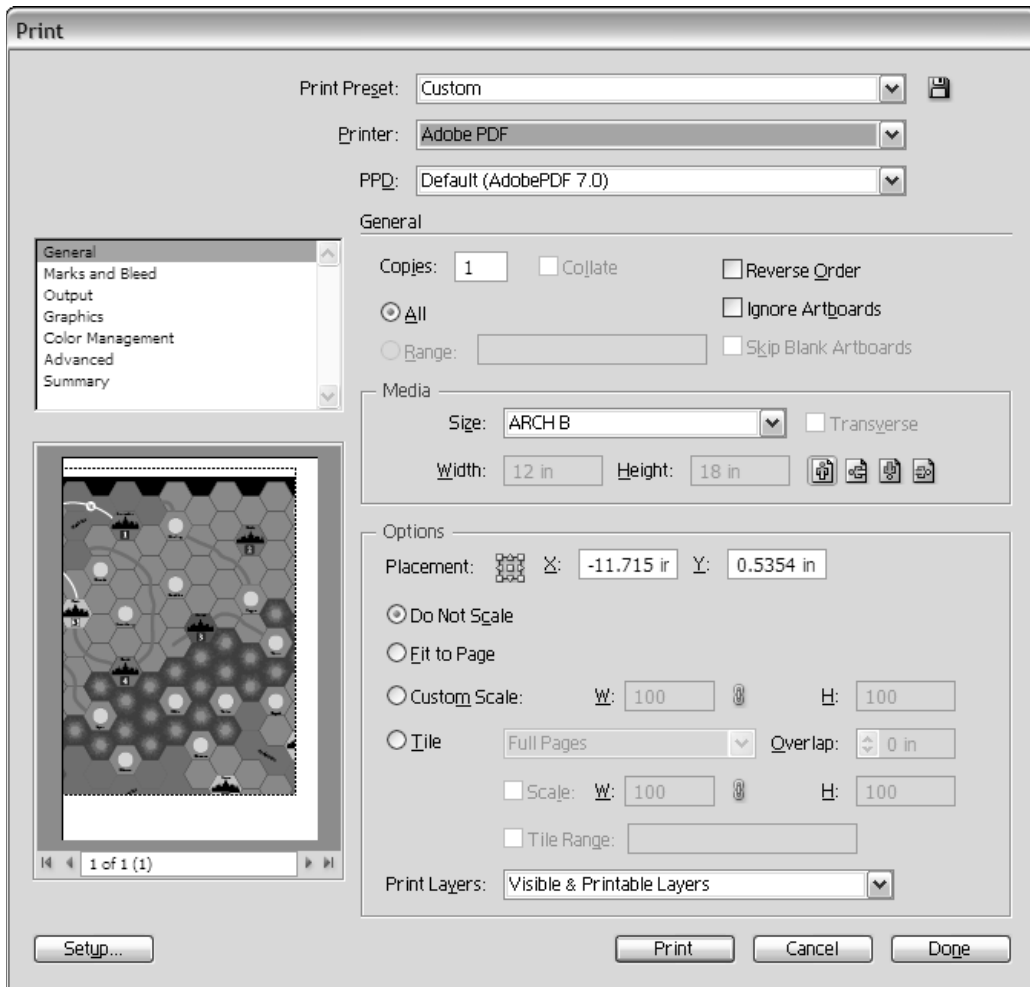 Print
Print Preset: Custom
Printer: Adobe PDF
PPD: Default (AdobePDF 7.0)
General
General
Marks and Bleed
Output
Graphics
Color Management
Advanced
Summary
Copies: 1 Collate Reverse Order
All Ignore Artboards
Range: Skip Blank Artboards
Media
Size: ARCH B Transverse
Width: 12 in Height: 18 in
Options
Placement: X: -11.715 ir Y: 0.5354 in
Do Not Scale
Fit to Page
Custom Scale: W: 100 H: 100
Tile Full Pages Overlap: 0 in
Scale: W: 100 H: 100
Tile Range:
1 of 1 (1)
Print Layers: Visible & Printable Layers
Setup... Print Cancel Done